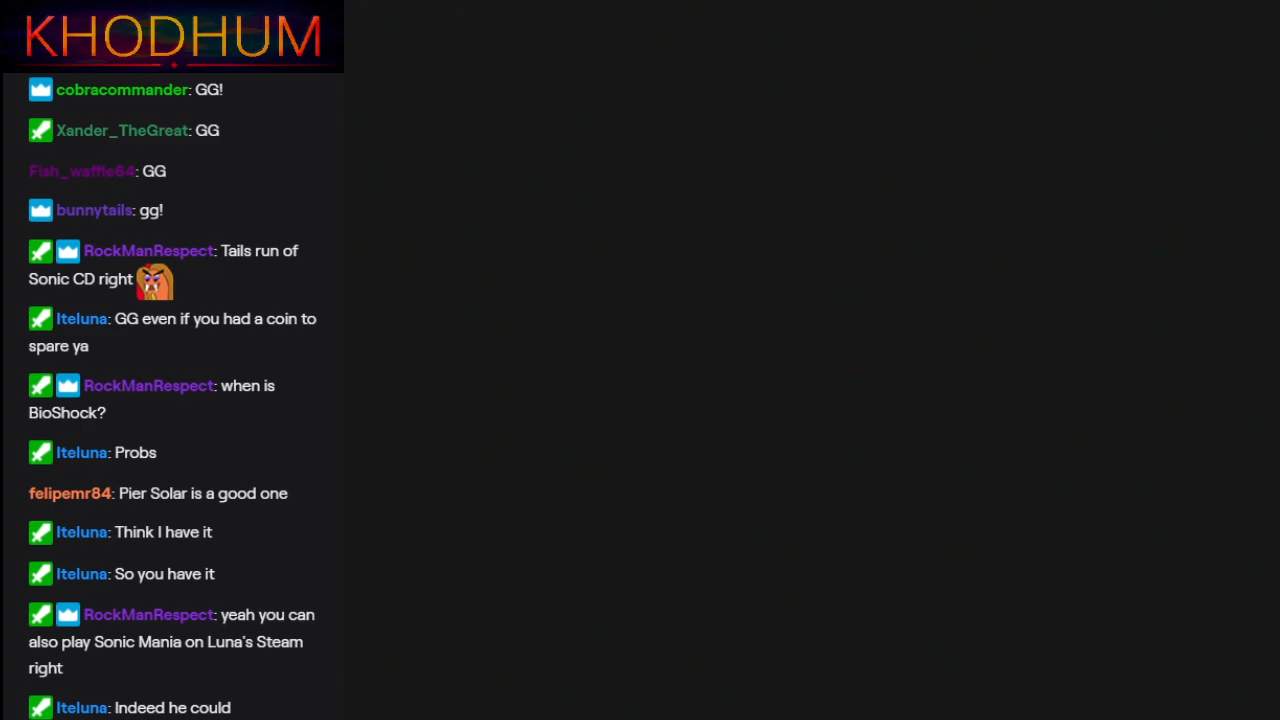 KHODHUM
cobracommander: GG!
Xander_TheGreat: GG
Fish_waffle64: GG
bunnytails: gg!
RockManRespect: Tails run of
Sonic CD right
Iteluna: GG even if you had a coin to
spare ya
RockManRespect: when is
BioShock?
Iteluna: Probs
felipemr84: Pier Solar is a good one
Iteluna: Think I have it
Iteluna: So you have it
RockManRespect: yeah you can
also play Sonic Mania on Luna's Steam
right
Iteluna: Indeed he could